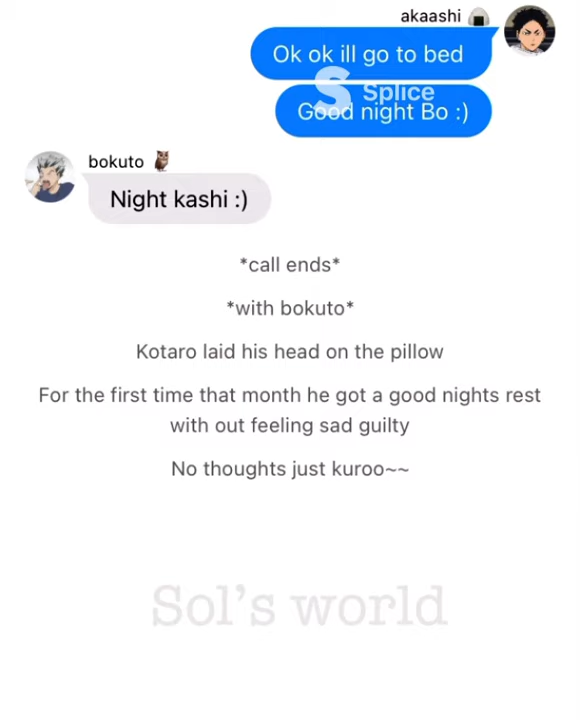 akaashi 🍙
Ok ok ill go to bed
S Splice
Good night Bo :)
bokuto 🦉
Night kashi :)
*call ends*
*with bokuto*
Kotaro laid his head on the pillow
For the first time that month he got a good nights rest
with out feeling sad guilty
No thoughts just kuroo~~
Sol's world